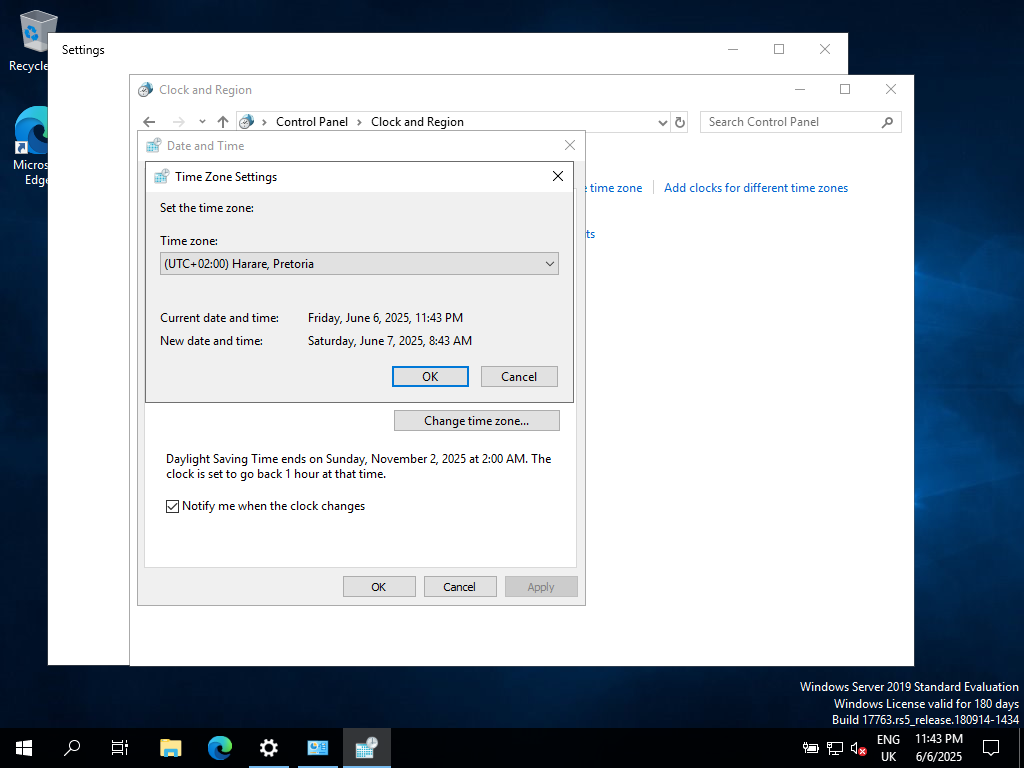 Recycle
Micros
Edge
Settings
Clock and Region
Control Panel
Clock and Region
Search Control Panel
e time zone
Add clocks for different time zones
ts
Date and Time
Time Zone Settings
Set the time zone:
Time zone:
(UTC+02:00) Harare, Pretoria
Current date and time: Friday, June 6, 2025, 11:43 PM
New date and time: Saturday, June 7, 2025, 8:43 AM
OK Cancel
Change time zone...
Daylight Saving Time ends on Sunday, November 2, 2025 at 2:00 AM. The
clock is set to go back 1 hour at that time.
Notify me when the clock changes
OK Cancel Apply
Windows Server 2019 Standard Evaluation
Windows License valid for 180 days
Build 17763.rs5_release.180914-1434
ENG
UK
11:43 PM
6/6/2025